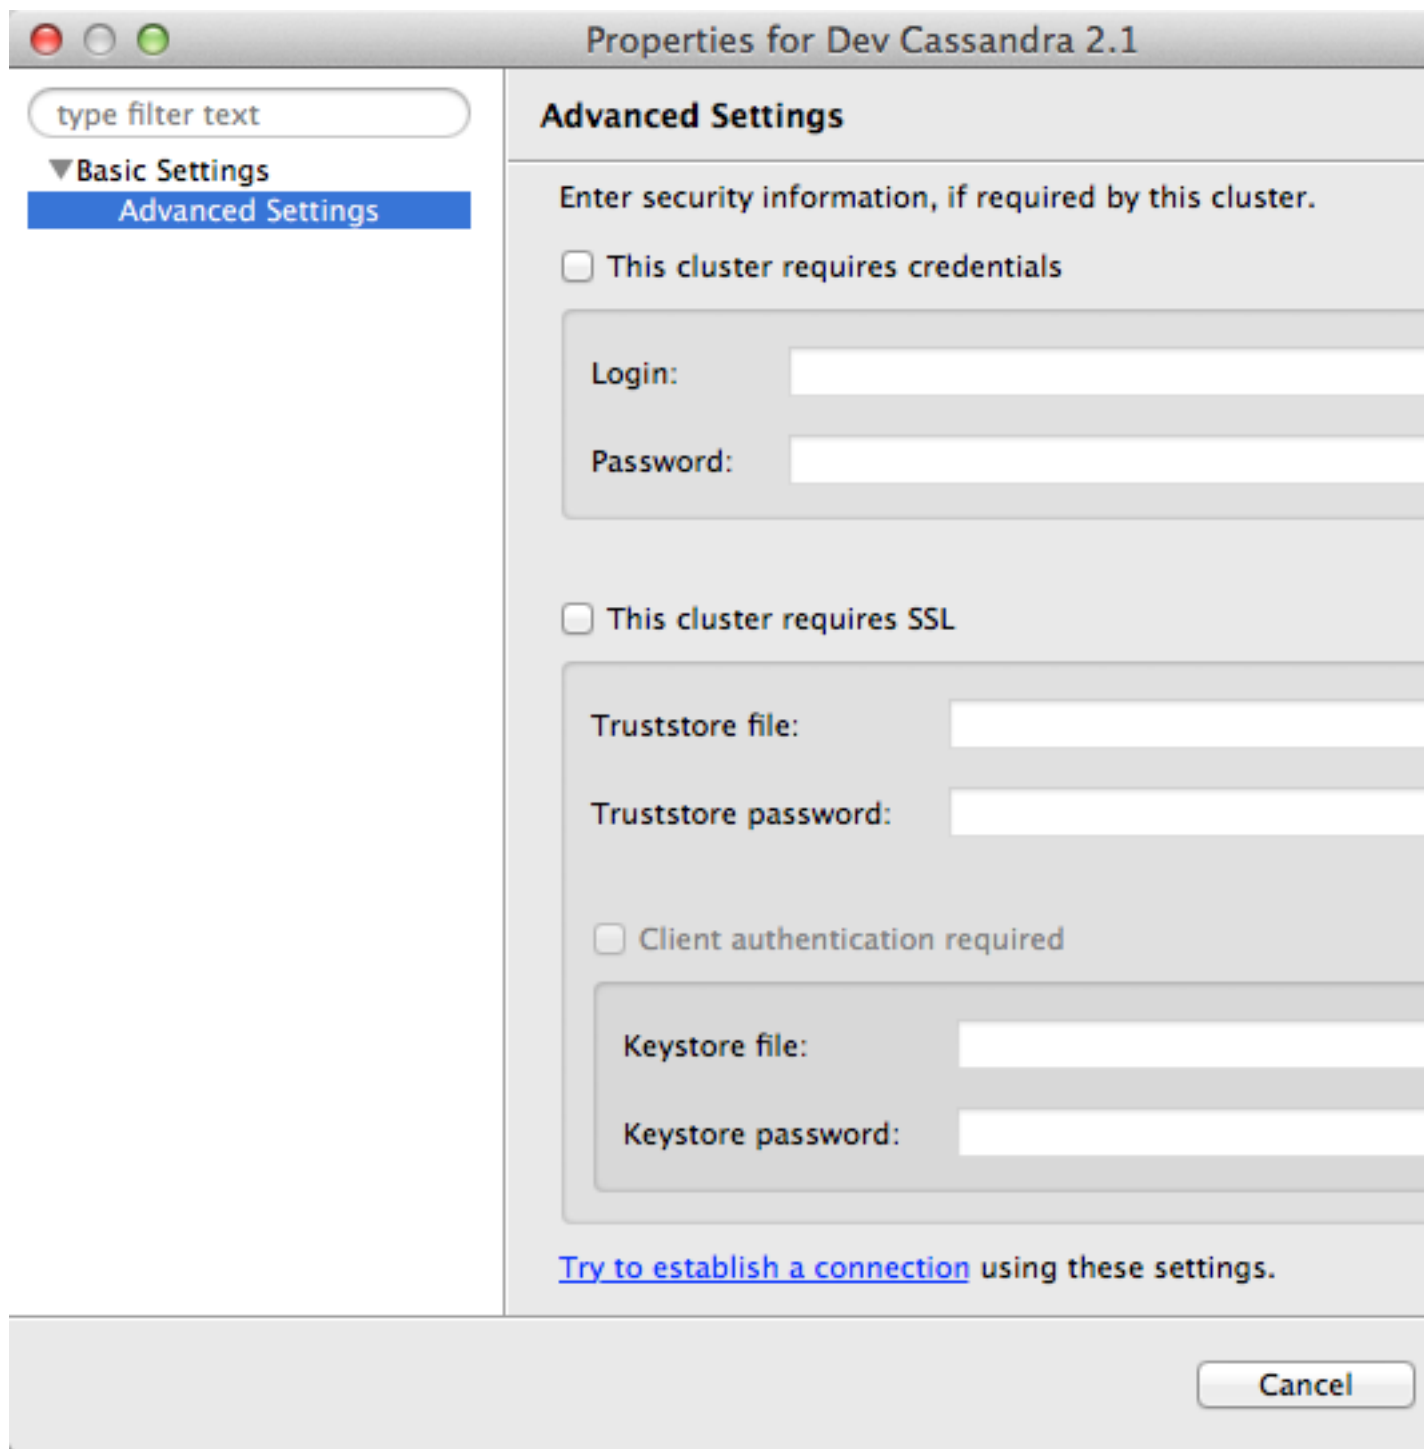 Properties for Dev Cassandra 2.1
type filter text
Basic Settings
Advanced Settings
Advanced Settings
Enter security information, if required by this cluster.
This cluster requires credentials
Login:
Password:
This cluster requires SSL
Truststore file:
Truststore password:
Client authentication required
Keystore file:
Keystore password:
Try to establish a connection using these settings.
Cancel